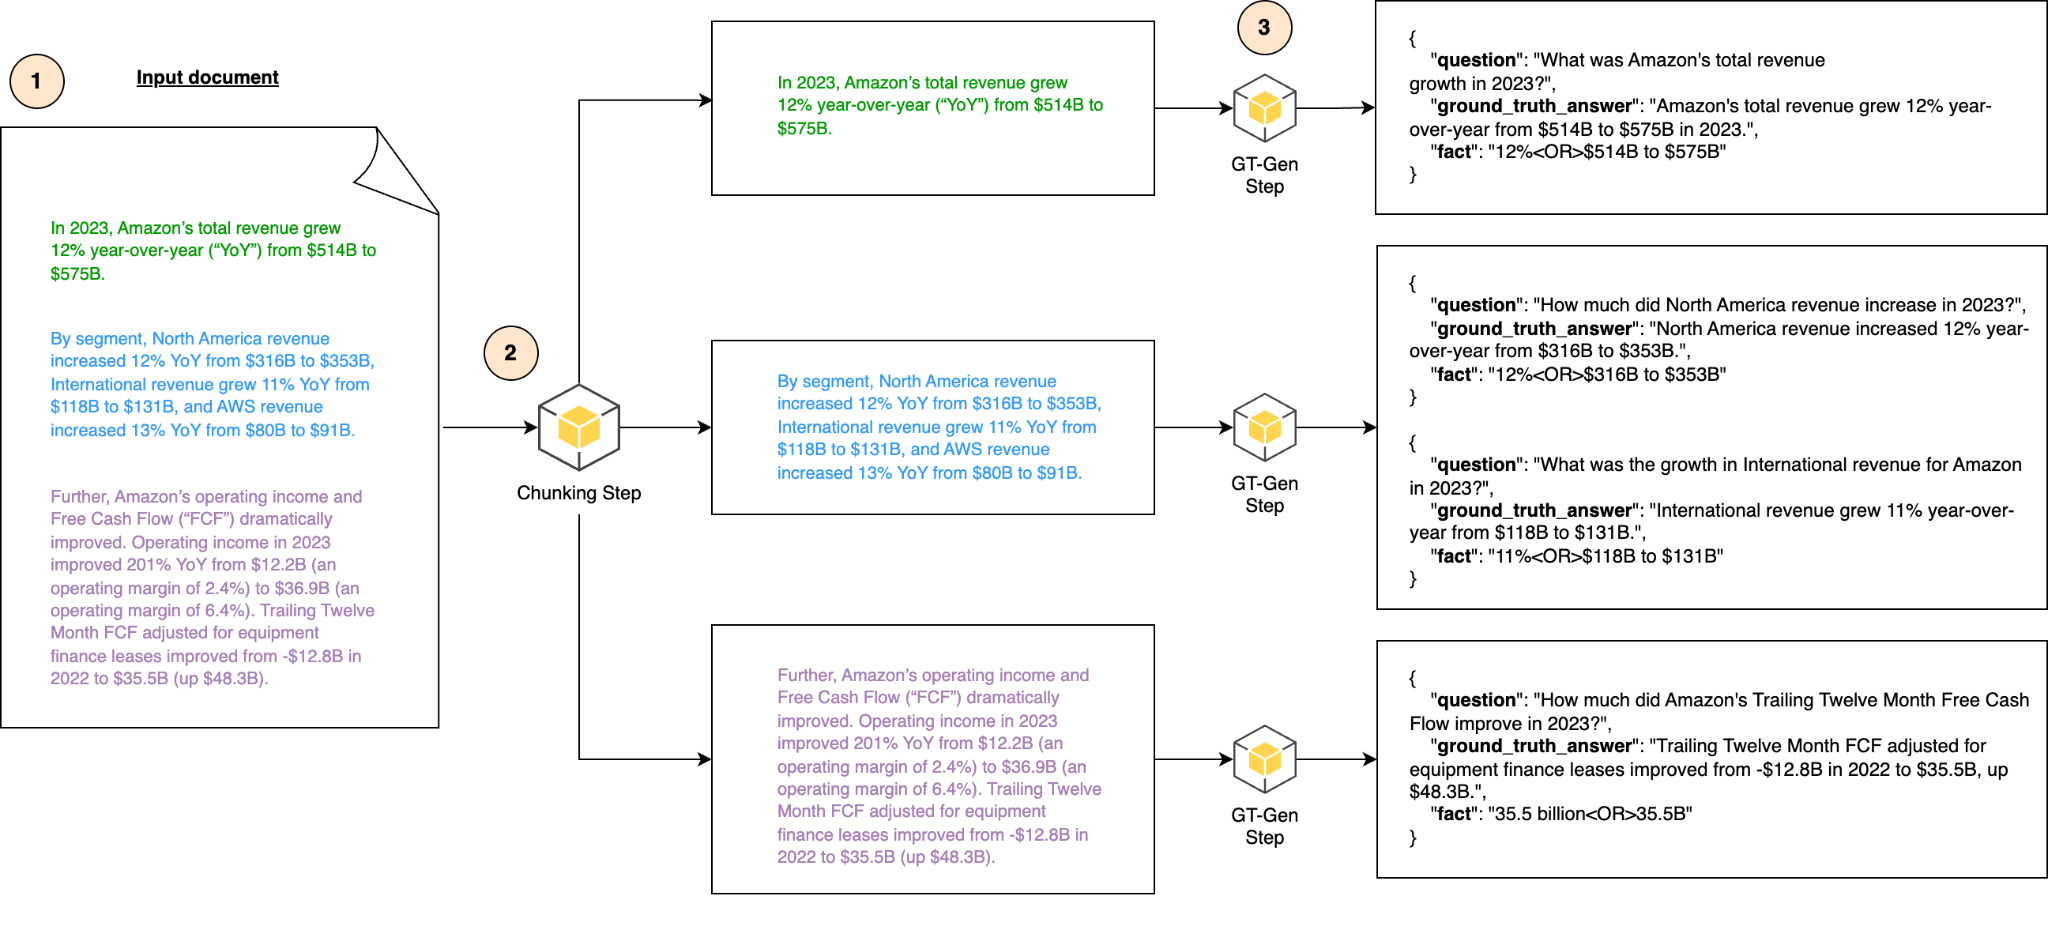 1
Input document
In 2023, Amazon’s total revenue grew
12% year-over-year (“YoY”) from $514B to
$575B.
By segment, North America revenue
increased 12% YoY from $316B to $353B,
International revenue grew 11% YoY from
$118B to $131B, and AWS revenue
increased 13% YoY from $80B to $91B.
Further, Amazon’s operating income and
Free Cash Flow (“FCF”) dramatically
improved. Operating income in 2023
improved 201% YoY from $12.2B (an
operating margin of 2.4%) to $36.9B (an
operating margin of 6.4%). Trailing Twelve
Month FCF adjusted for equipment
finance leases improved from -$12.8B in
2022 to $35.5B (up $48.3B).
2
Chunking Step
In 2023, Amazon’s total revenue grew
12% year-over-year (“YoY”) from $514B to
$575B.
By segment, North America revenue
increased 12% YoY from $316B to $353B,
International revenue grew 11% YoY from
$118B to $131B, and AWS revenue
increased 13% YoY from $80B to $91B.
Further, Amazon’s operating income and
Free Cash Flow (“FCF”) dramatically
improved. Operating income in 2023
improved 201% YoY from $12.2B (an
operating margin of 2.4%) to $36.9B (an
operating margin of 6.4%). Trailing Twelve
Month FCF adjusted for equipment
finance leases improved from -$12.8B in
2022 to $35.5B (up $48.3B).
3
GT-Gen
Step
GT-Gen
Step
GT-Gen
Step
{
"question": "What was Amazon's total revenue
growth in 2023?",
"ground_truth_answer": "Amazon's total revenue grew 12% year-
over-year from $514B to $575B in 2023.",
"fact": "12%<OR>$514B to $575B"
}
{
"question": "How much did North America revenue increase in 2023?",
"ground_truth_answer": "North America revenue increased 12% year-
over-year from $316B to $353B.",
"fact": "12%<OR>$316B to $353B"
}
{
"question": "What was the growth in International revenue for Amazon
in 2023?",
"ground_truth_answer": "International revenue grew 11% year-over-
year from $118B to $131B.",
"fact": "11%<OR>$118B to $131B"
}
{
"question": "How much did Amazon's Trailing Twelve Month Free Cash
Flow improve in 2023?",
"ground_truth_answer": "Trailing Twelve Month FCF adjusted for
equipment finance leases improved from -$12.8B in 2022 to $35.5B, up
$48.3B.",
"fact": "35.5 billion<OR>35.5B"
}